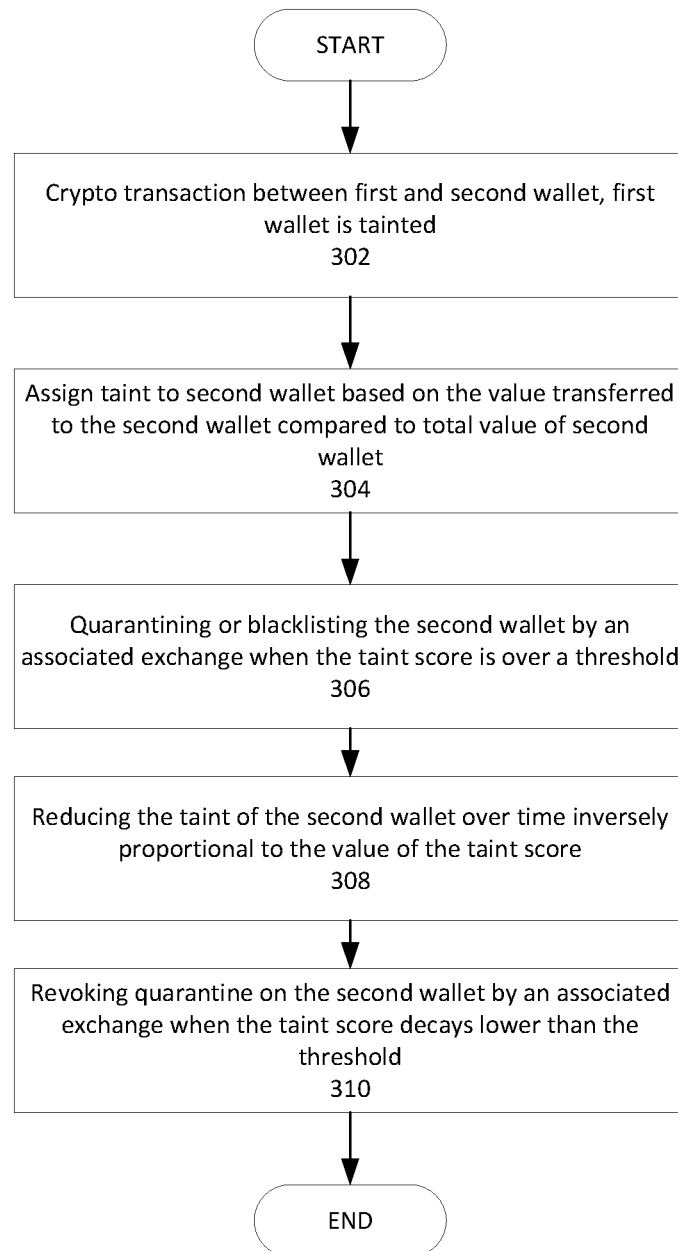 START
Crypto transaction between first and second wallet, first
wallet is tainted
302
Assign taint to second wallet based on the value transferred
to the second wallet compared to total value of second
wallet
304
Quarantining or blacklisting the second wallet by an
associated exchange when the taint score is over a threshold
306
Reducing the taint of the second wallet over time inversely
proportional to the value of the taint score
308
Revoking quarantine on the second wallet by an associated
exchange when the taint score decays lower than the
threshold
310
END